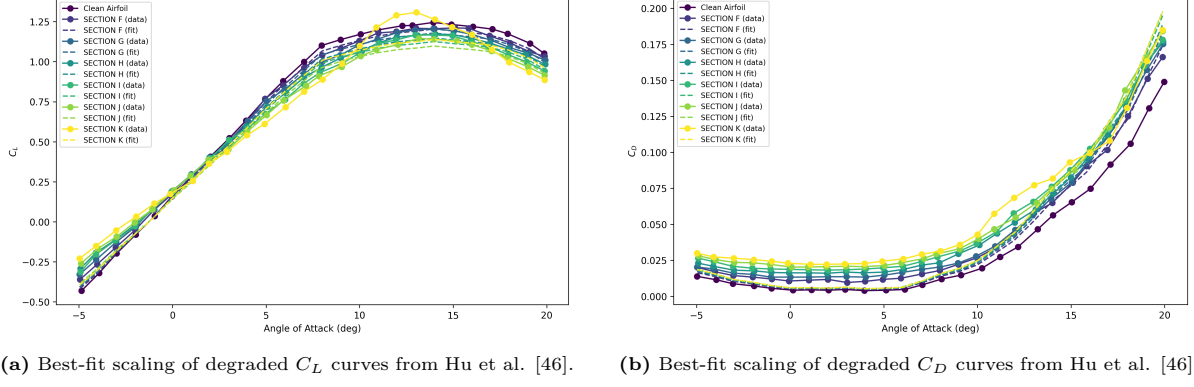 1.25
1.00
0.75
0.50
0.25
0.00
−0.25
−0.50
C_L
−5
0
5
10
15
20
Angle of Attack (deg)
Clean Airfoil
SECTION F (data)
SECTION F (fit)
SECTION G (data)
SECTION G (fit)
SECTION H (data)
SECTION H (fit)
SECTION I (data)
SECTION I (fit)
SECTION J (data)
SECTION J (fit)
SECTION K (data)
SECTION K (fit)
(a) Best-fit scaling of degraded C_L curves from Hu et al. [46].
0.200
0.175
0.150
0.125
0.100
0.075
0.050
0.025
0.000
C_D
−5
0
5
10
15
20
Angle of Attack (deg)
Clean Airfoil
SECTION F (data)
SECTION F (fit)
SECTION G (data)
SECTION G (fit)
SECTION H (data)
SECTION H (fit)
SECTION I (data)
SECTION I (fit)
SECTION J (data)
SECTION J (fit)
SECTION K (data)
SECTION K (fit)
(b) Best-fit scaling of degraded C_D curves from Hu et al. [46]